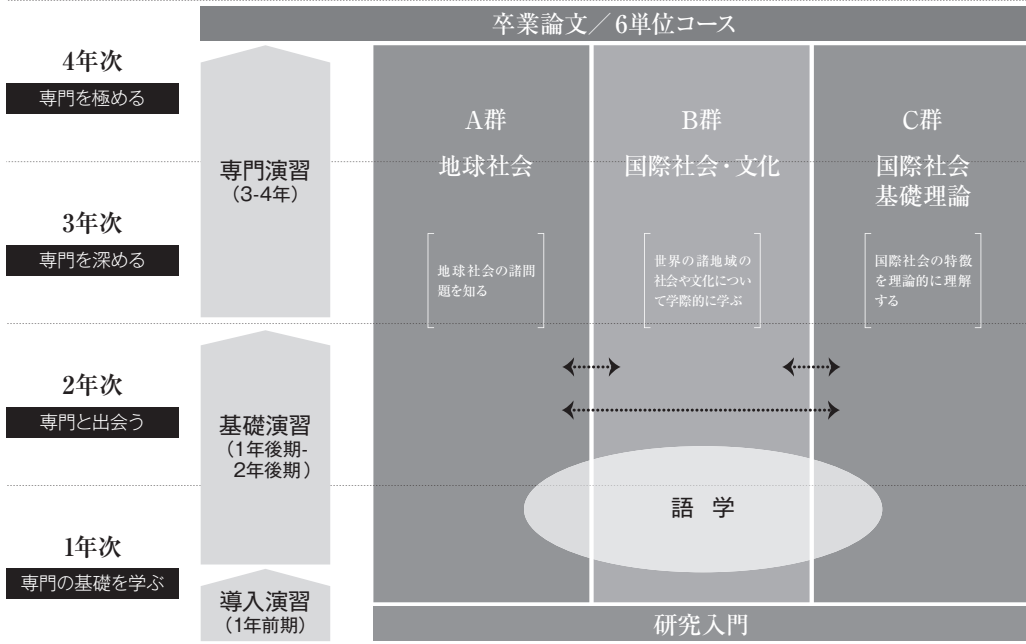 卒業論文／6単位コース
4年次
専門を極める
3年次
専門を深める
2年次
専門と出会う
1年次
専門の基礎を学ぶ
専門演習
（3-4年）
基礎演習
（1年後期-
2年後期）
導入演習
（1年前期）
A群
地球社会
地球社会の諸問
題を知る
B群
国際社会・文化
世界の諸地域の
社会や文化につい
て学際的に学ぶ
C群
国際社会
基礎理論
国際社会の特徴
を理論的に理解
する
語 学
研究入門